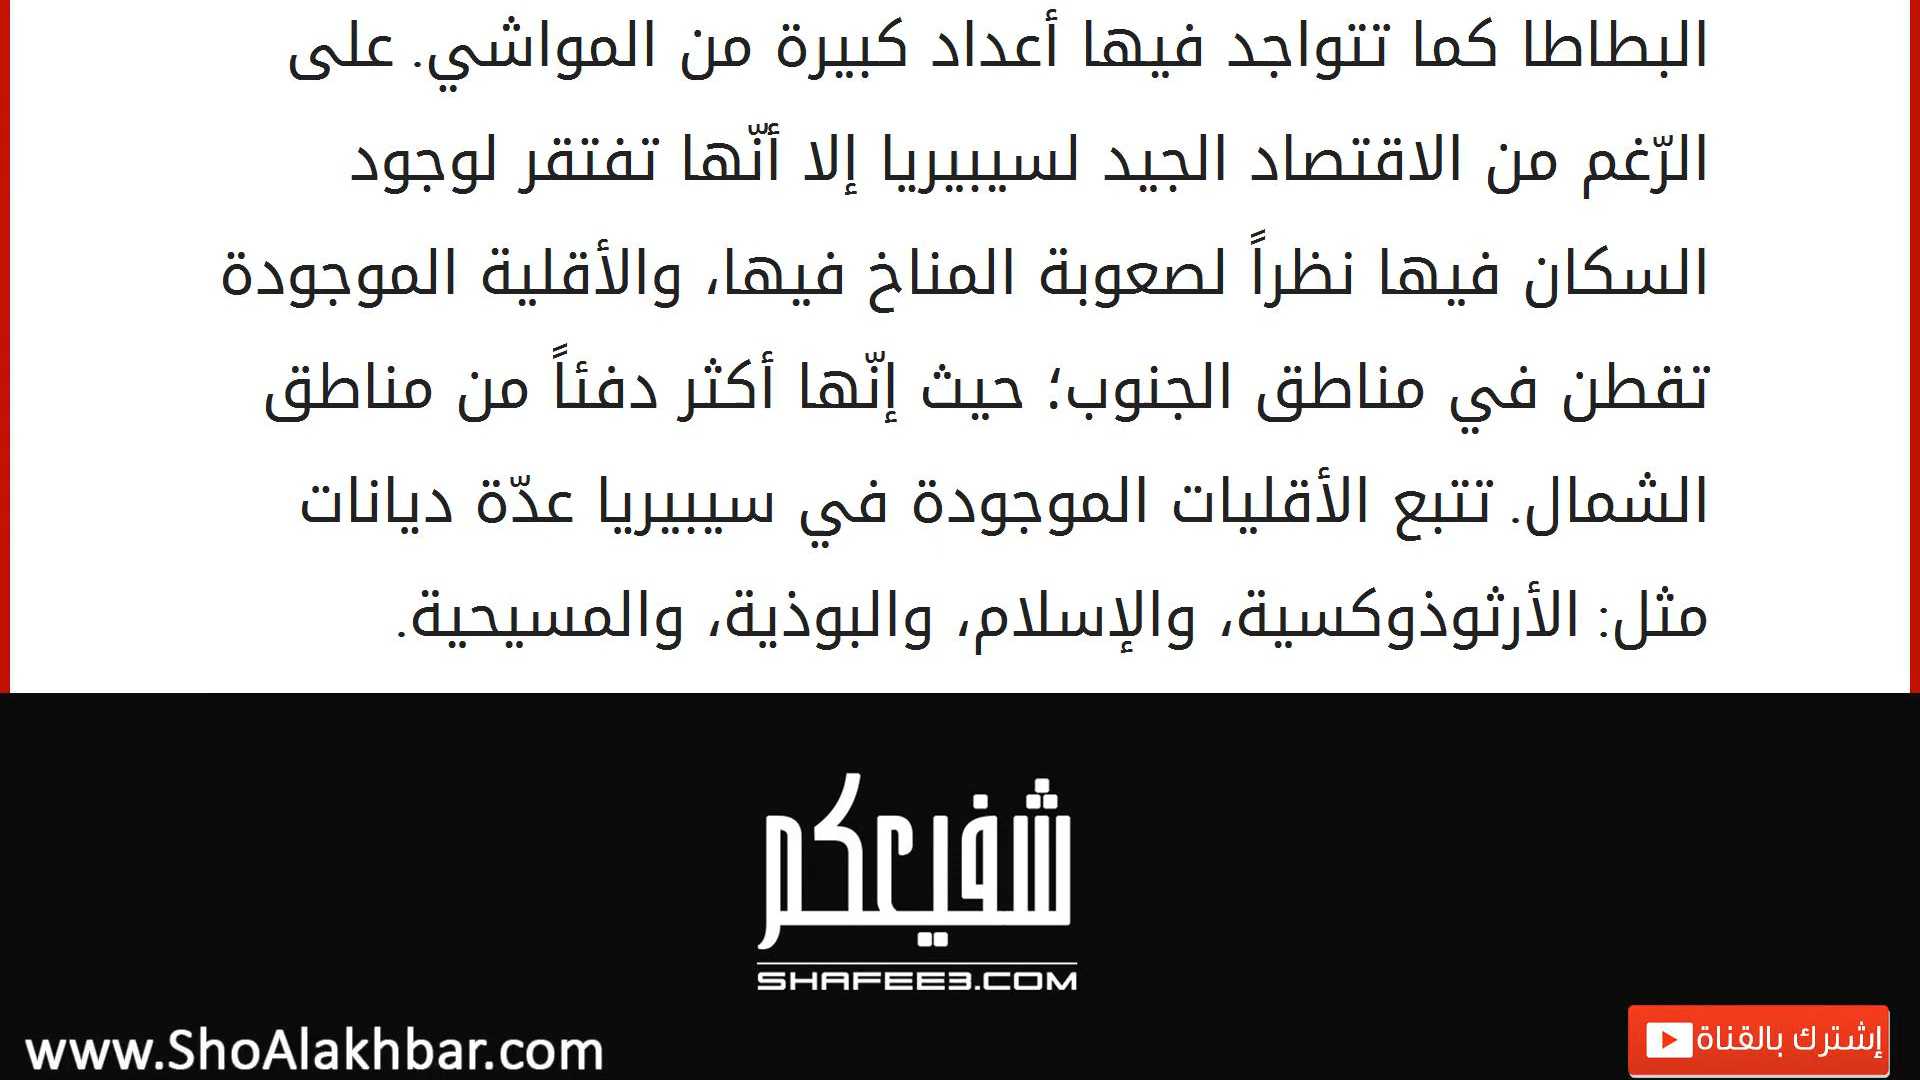 البطاطا كما تتواجد فيها أعداد كبيرة من المواشي. على
الرّغم من الاقتصاد الجيد لسيبيريا إلا أنّها تفتقر لوجود
السكان فيها نظراً لصعوبة المناخ فيها، والأقلية الموجودة
تقطن في مناطق الجنوب؛ حيث إنّها أكثر دفئاً من مناطق
الشمال. تتبع الأقليات الموجودة في سيبيريا عدّة ديانات
مثل: الأرثوذوكسية، والإسلام، والبوذية، والمسيحية.
شفيعكم
SHAFEE3.COM
www.ShoAlakhbar.com
إشترك بالقناة